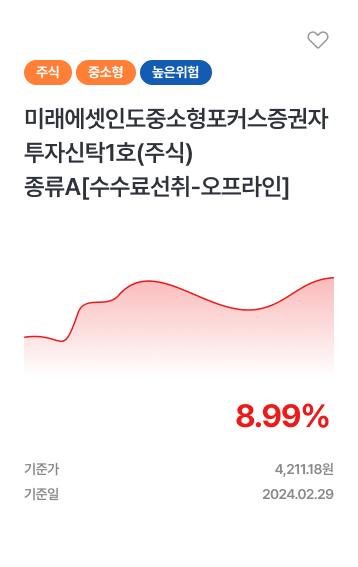 주식 중소형 높은위험
미래에셋인도중소형포커스증권자
투자신탁1호(주식)
종류A[수수료선취-오프라인]
8.99%
기준가 4,211.18원
기준일 2024.02.29